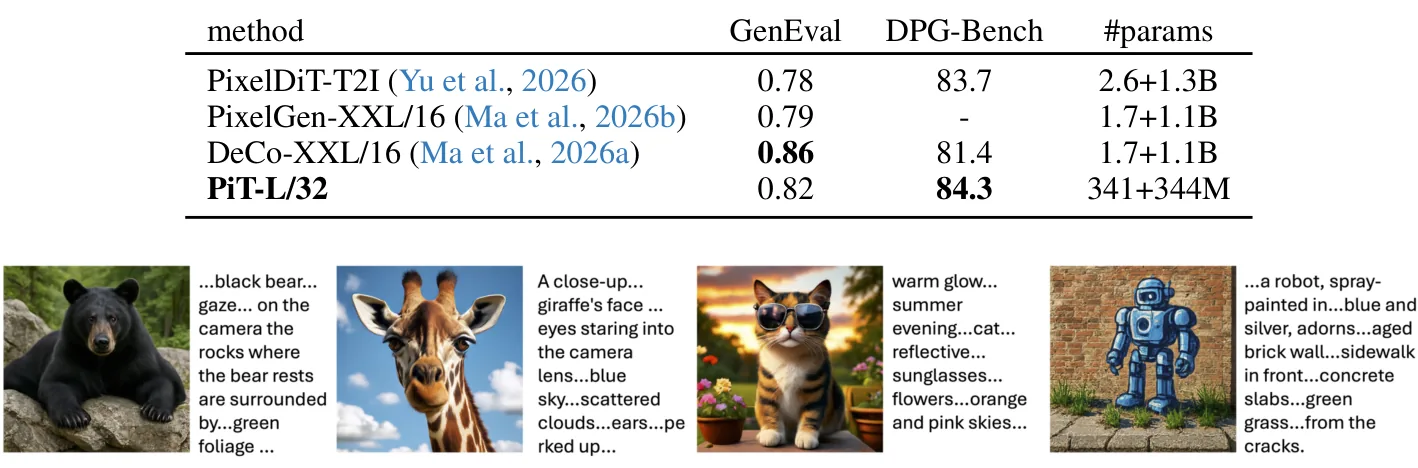 method GenEval DPG-Bench #params
PixelDiT-T2I (Yu et al., 2026) 0.78 83.7 2.6+1.3B
PixelGen-XXL/16 (Ma et al., 2026b) 0.79 - 1.7+1.1B
DeCo-XXL/16 (Ma et al., 2026a) 0.86 81.4 1.7+1.1B
PiT-L/32 0.82 84.3 341+344M
...black bear...
gaze... on the
camera the
rocks where
the bear rests
are surrounded
by...green
foliage ...
A close-up...
giraffe's face ...
eyes staring into
the camera
lens...blue
sky...scattered
clouds...ears...pe
rked up...
warm glow...
summer
evening...cat...
reflective...
sunglasses...
flowers...orange
and pink skies...
...a robot, spray-
painted in...blue and
silver, adorns...aged
brick wall...sidewalk
in front...concrete
slabs...green
grass...from the
cracks.